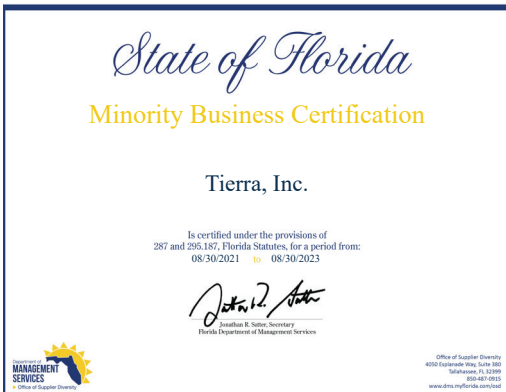 State of Florida
Minority Business Certification
Tierra, Inc.
Is certified under the provisions of
287 and 295.187, Florida Statutes, for a period from:
08/30/2021 to 08/30/2023
Jonathan R. Satter, Secretary
Florida Department of Management Services
Department of
MANAGEMENT
SERVICES
Office of Supplier Diversity
Office of Supplier Diversity
4050 Esplanade Way, Suite 380
Tallahassee, FL 32399
850-487-0915
www.dms.myflorida.com/osd